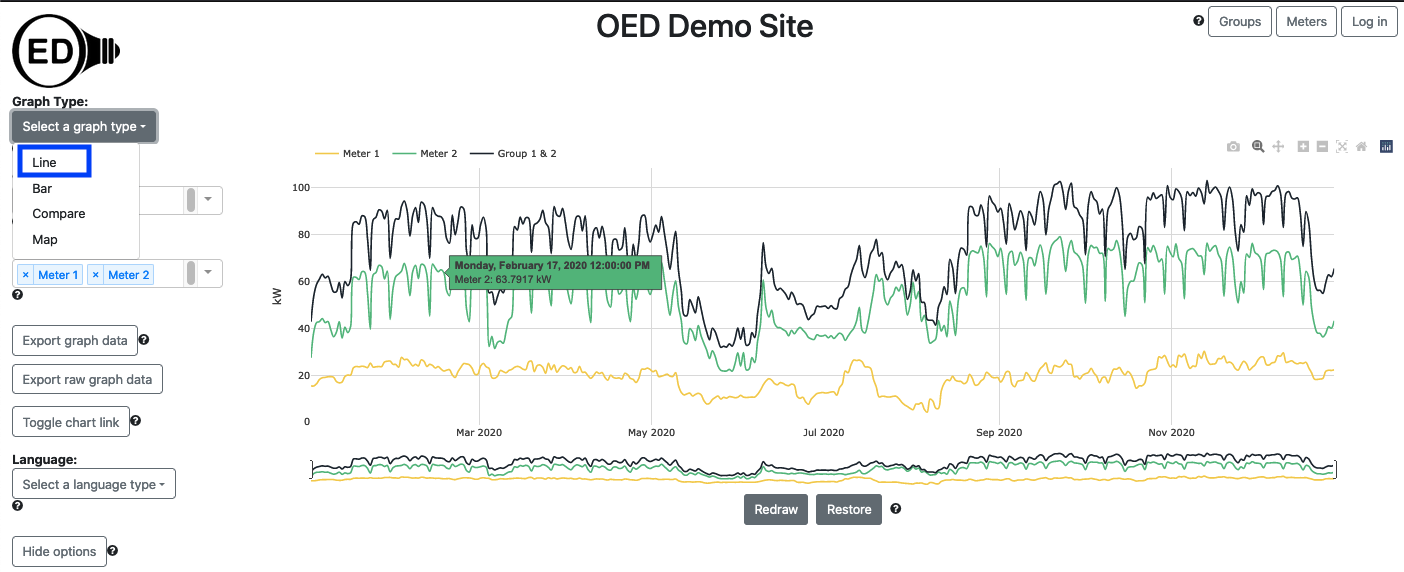 OED Demo Site
Groups
Meters
Log in
ED
Graph Type:
Select a graph type
Line
Bar
Compare
Map
× Meter 1 × Meter 2
Export graph data
Export raw graph data
Toggle chart link
Language:
Select a language type
Hide options
Meter 1 Meter 2 Group 1 & 2
100
80
60
40
20
0
kW
Monday, February 17, 2020 12:00:00 PM
Meter 2: 63.7917 kW
Mar 2020 May 2020 Jul 2020 Sep 2020 Nov 2020
Redraw Restore